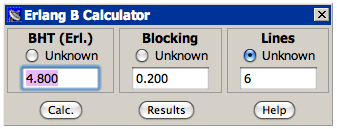 Erlang B Calculator
BHT (Erl.) Blocking Lines
Unknown Unknown Unknown
4.800 0.200 6
Calc. Results Help